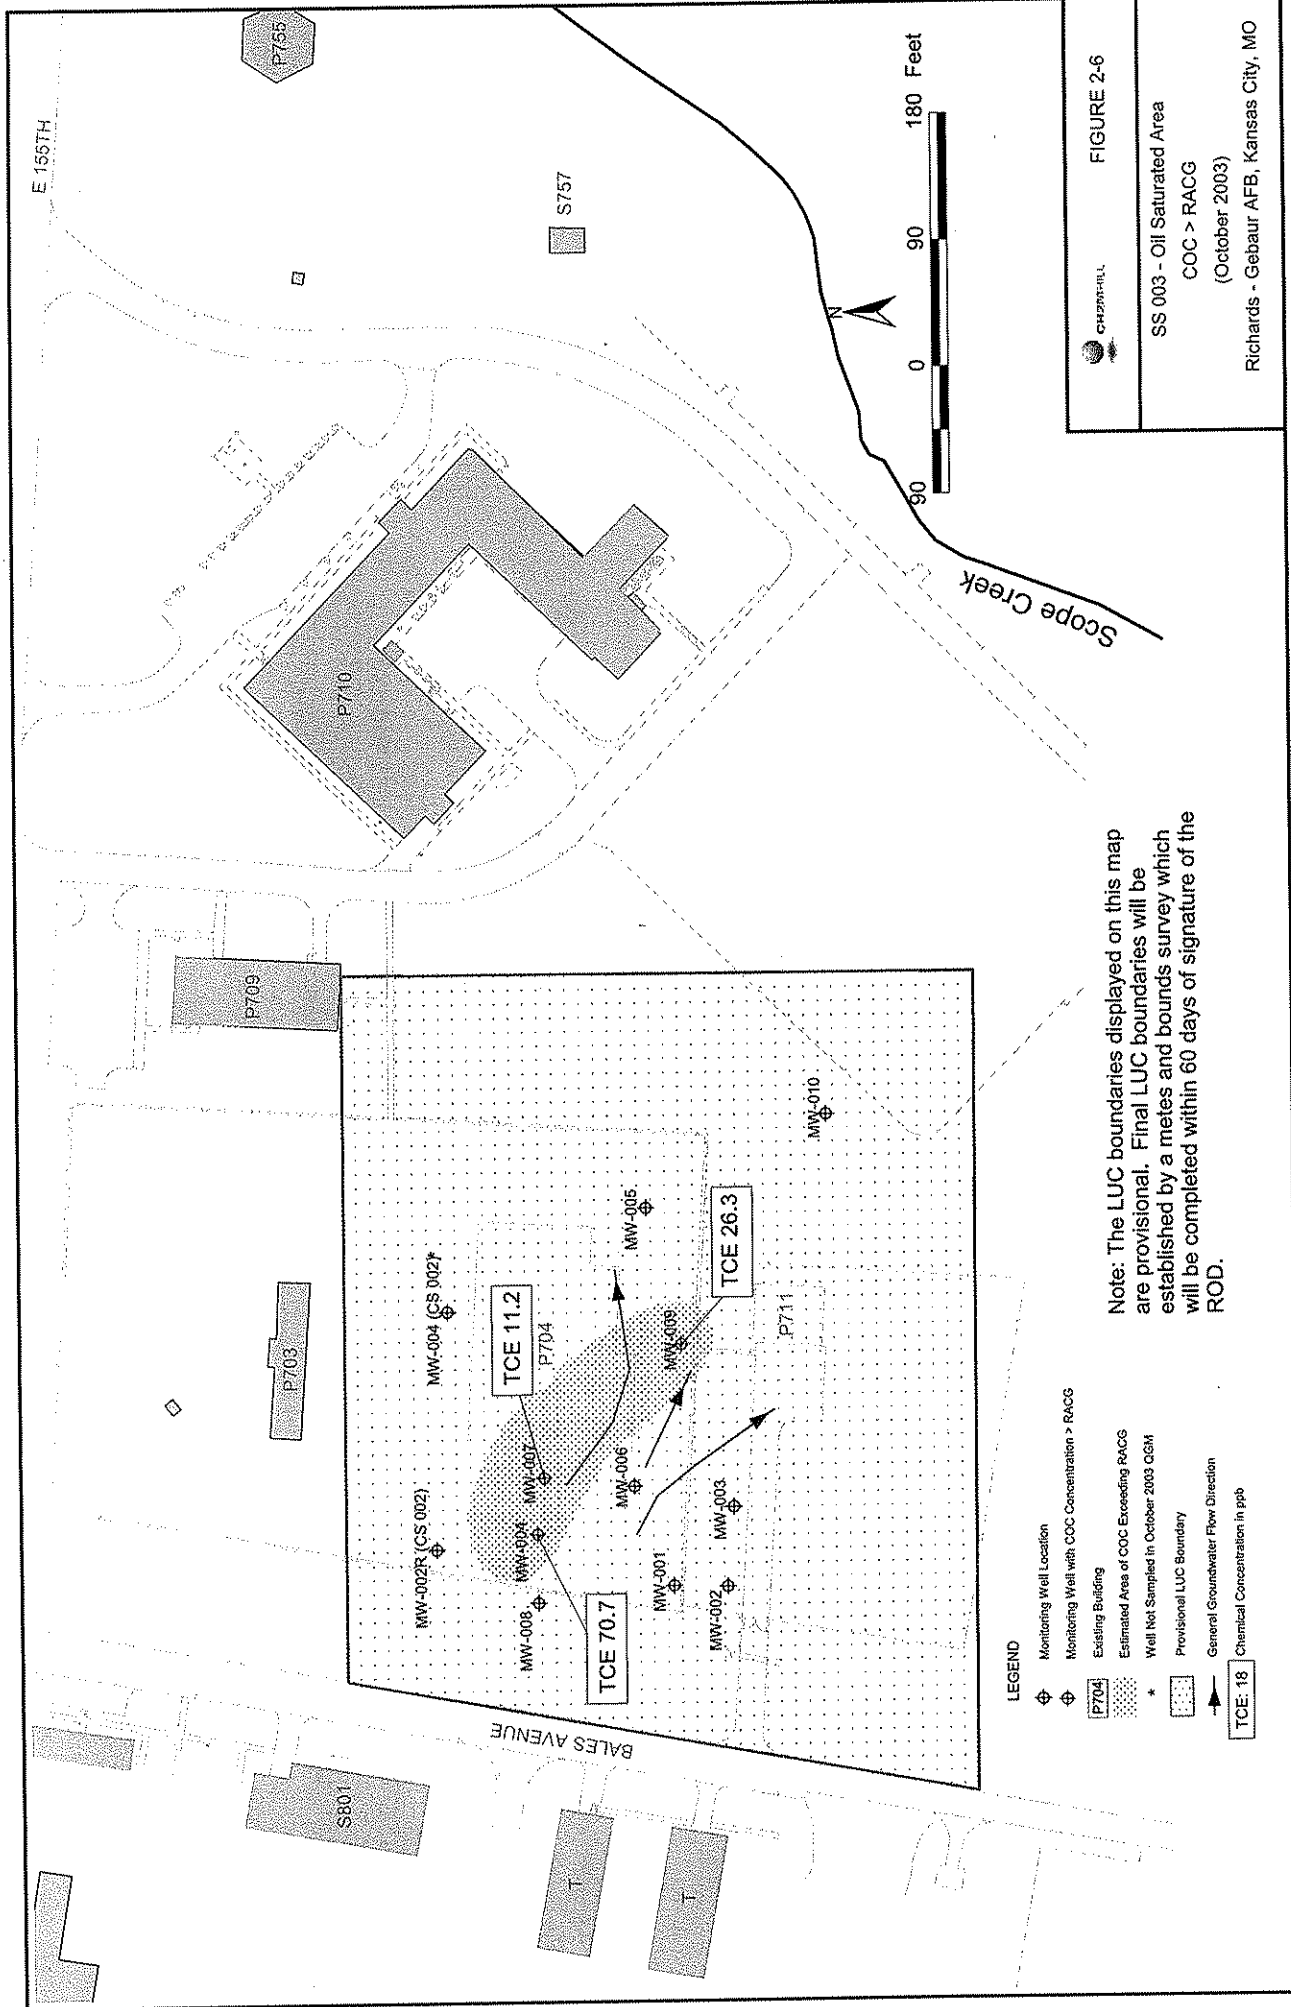 E 155TH
P755
S757
P710
P709
P703
S801
T
T
BALES AVENUE
Scope Creek
MW-002R (CS 002)
MW-004 (CS 002)*
MW-008
MW-004
MW-007
P704
TCE 11.2
TCE 70.7
MW-001
MW-006
MW-005
MW-009
TCE 26.3
MW-002
MW-003
P711
MW-010
N
90 0 90 180 Feet
LEGEND
Monitoring Well Location
Monitoring Well with COC Concentration > RACG
P704 Existing Building
Estimated Area of COC Exceeding RACG
* Well Not Sampled in October 2003 QGM
Provisional LUC Boundary
General Groundwater Flow Direction
TCE: 18 Chemical Concentration in ppb
Note: The LUC boundaries displayed on this map
are provisional. Final LUC boundaries will be
established by a metes and bounds survey which
will be completed within 60 days of signature of the
ROD.
CH2MHILL
FIGURE 2-6
SS 003 - Oil Saturated Area
COC > RACG
(October 2003)
Richards - Gebaur AFB, Kansas City, MO